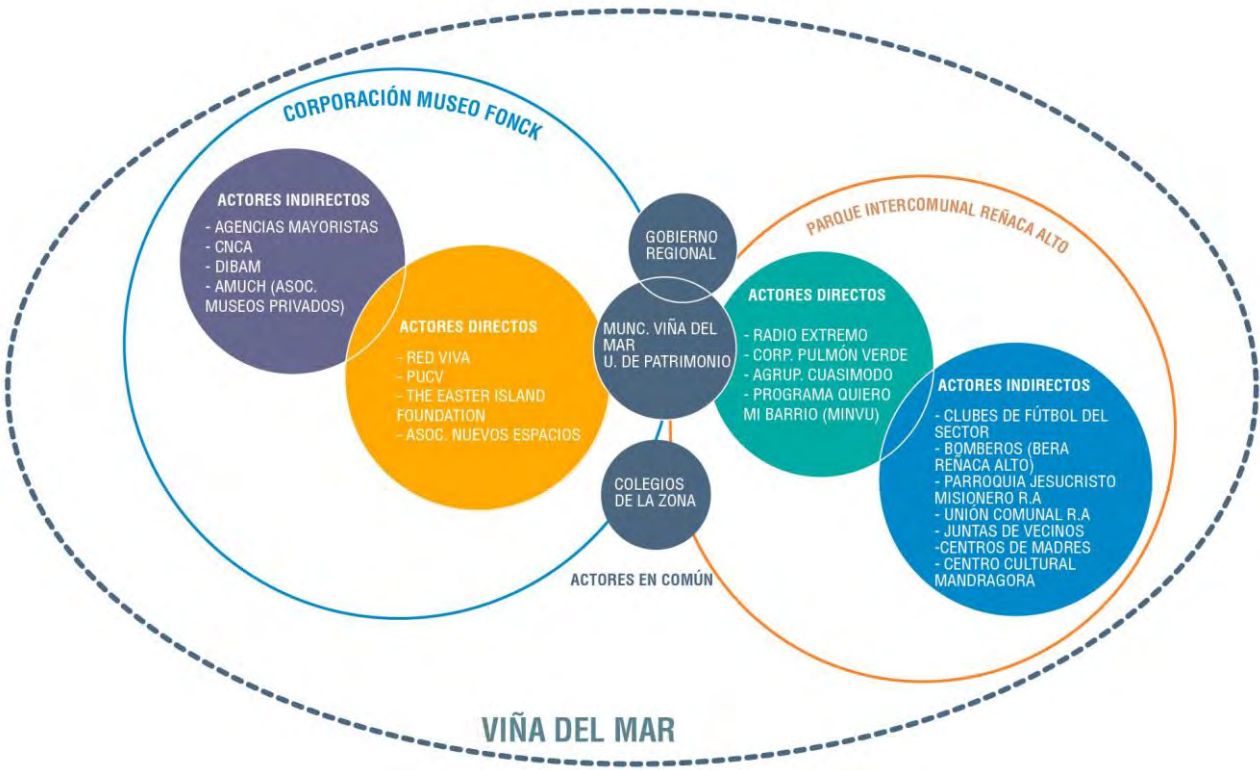 CORPORACIÓN MUSEO FONCK
ACTORES INDIRECTOS
- AGENCIAS MAYORISTAS
- CNCA
- DIBAM
- AMUCH (ASOC.
MUSEOS PRIVADOS)
ACTORES DIRECTOS
- RED VIVA
- PUCV
- THE EASTER ISLAND
FOUNDATION
- ASOC. NUEVOS ESPACIOS
GOBIERNO
REGIONAL
MUNC. VIÑA DEL
MAR
U. DE PATRIMONIO
COLEGIOS
DE LA ZONA
ACTORES EN COMÚN
PARQUE INTERCOMUNAL REÑACA ALTO
ACTORES DIRECTOS
- RADIO EXTREMO
- CORP. PULMÓN VERDE
- AGRUP. CUASIMODO
- PROGRAMA QUIERO
MI BARRIO (MINVU)
ACTORES INDIRECTOS
- CLUBES DE FÚTBOL DEL
SECTOR
- BOMBEROS (BERA
REÑACA ALTO)
- PARROQUIA JESUCRISTO
MISIONERO R.A
- UNIÓN COMUNAL R.A
- JUNTAS DE VECINOS
-CENTROS DE MADRES
- CENTRO CULTURAL
MANDRAGORA
VIÑA DEL MAR